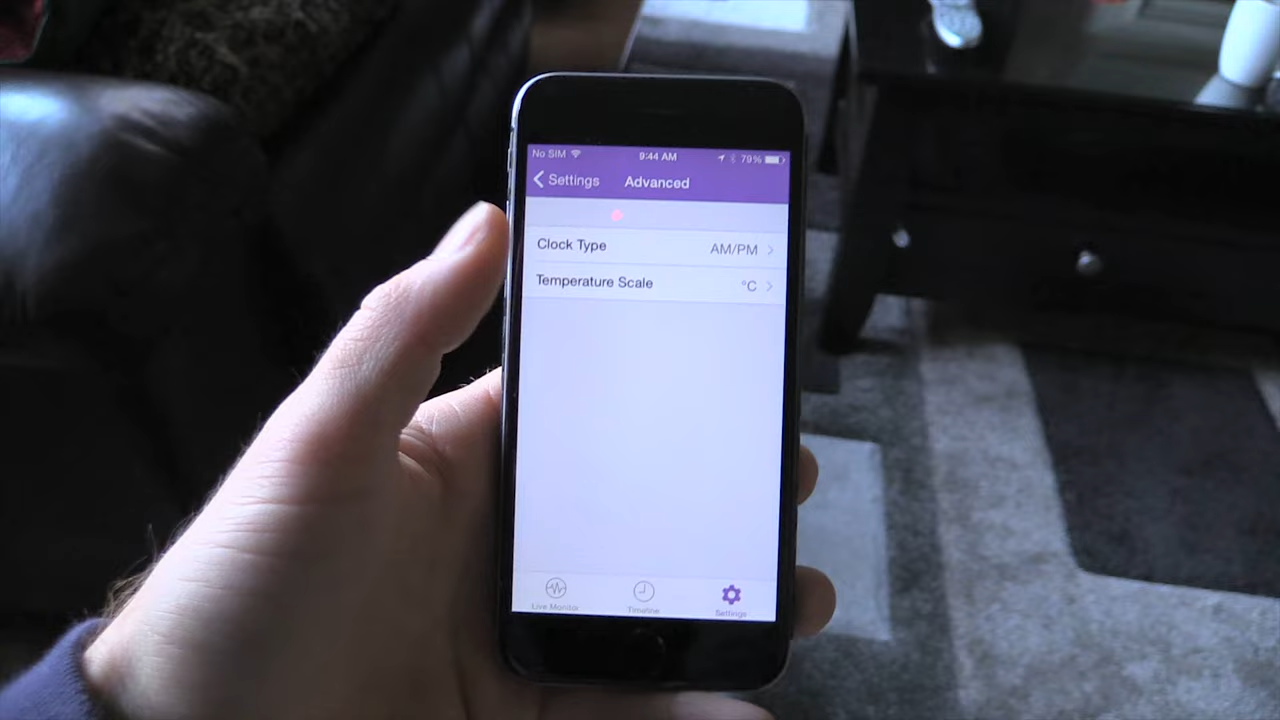 No SIM 9:44 AM 79%
Settings Advanced
Clock Type AM/PM
Temperature Scale °C
Live Monitor Timeline Settings